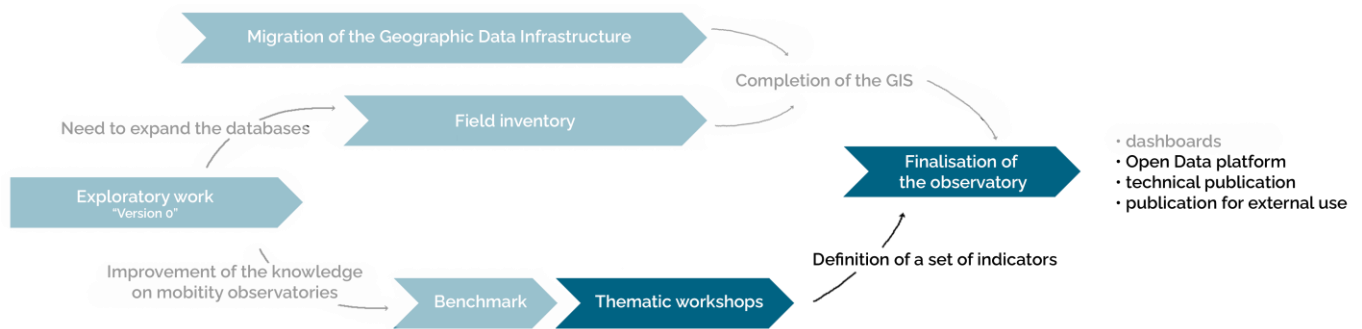 Migration of the Geographic Data Infrastructure
Completion of the GIS
Need to expand the databases
Field inventory
Exploratory work
"Version 0"
Finalisation of
the observatory
• dashboards
• Open Data platform
• technical publication
• publication for external use
Definition of a set of indicators
Improvement of the knowledge
on mobitity observatories
Benchmark
Thematic workshops